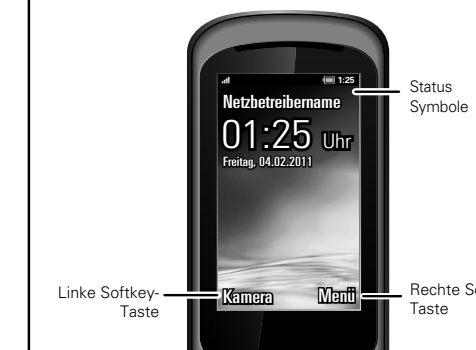 1:25
Netzbetreibername
01:25 Uhr
Freitag, 04.02.2011
Status
Symbole
Linke Softkey-
Taste
Kamera
Menü
Rechte
Taste